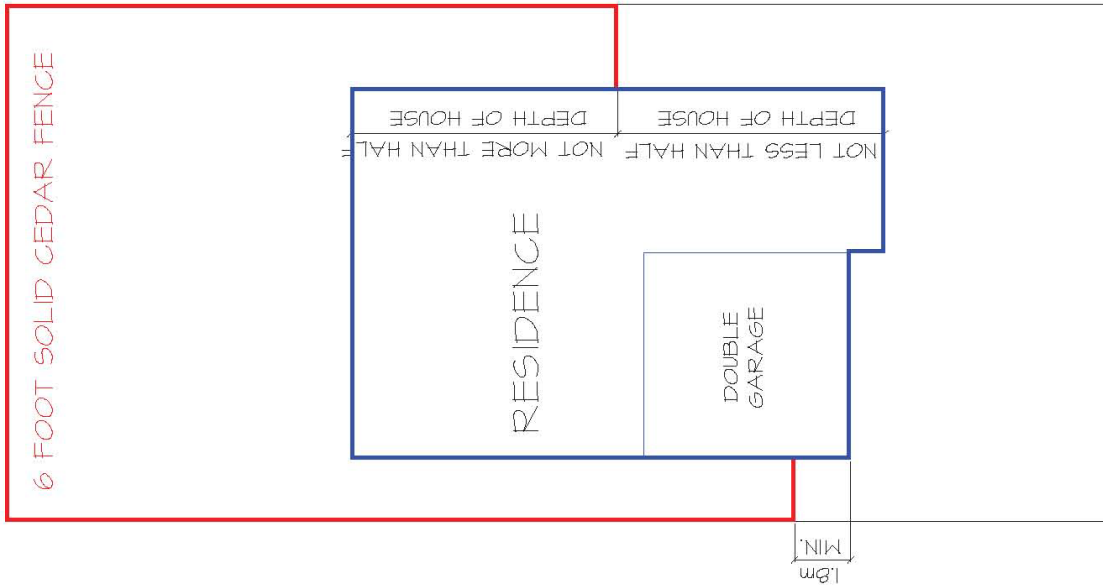 6 FOOT SOLID CEDAR FENCE
NOT MORE THAN HALF
DEPTH OF HOUSE
NOT LESS THAN HALF
DEPTH OF HOUSE
RESIDENCE
DOUBLE
GARAGE
1.8m
MIN.